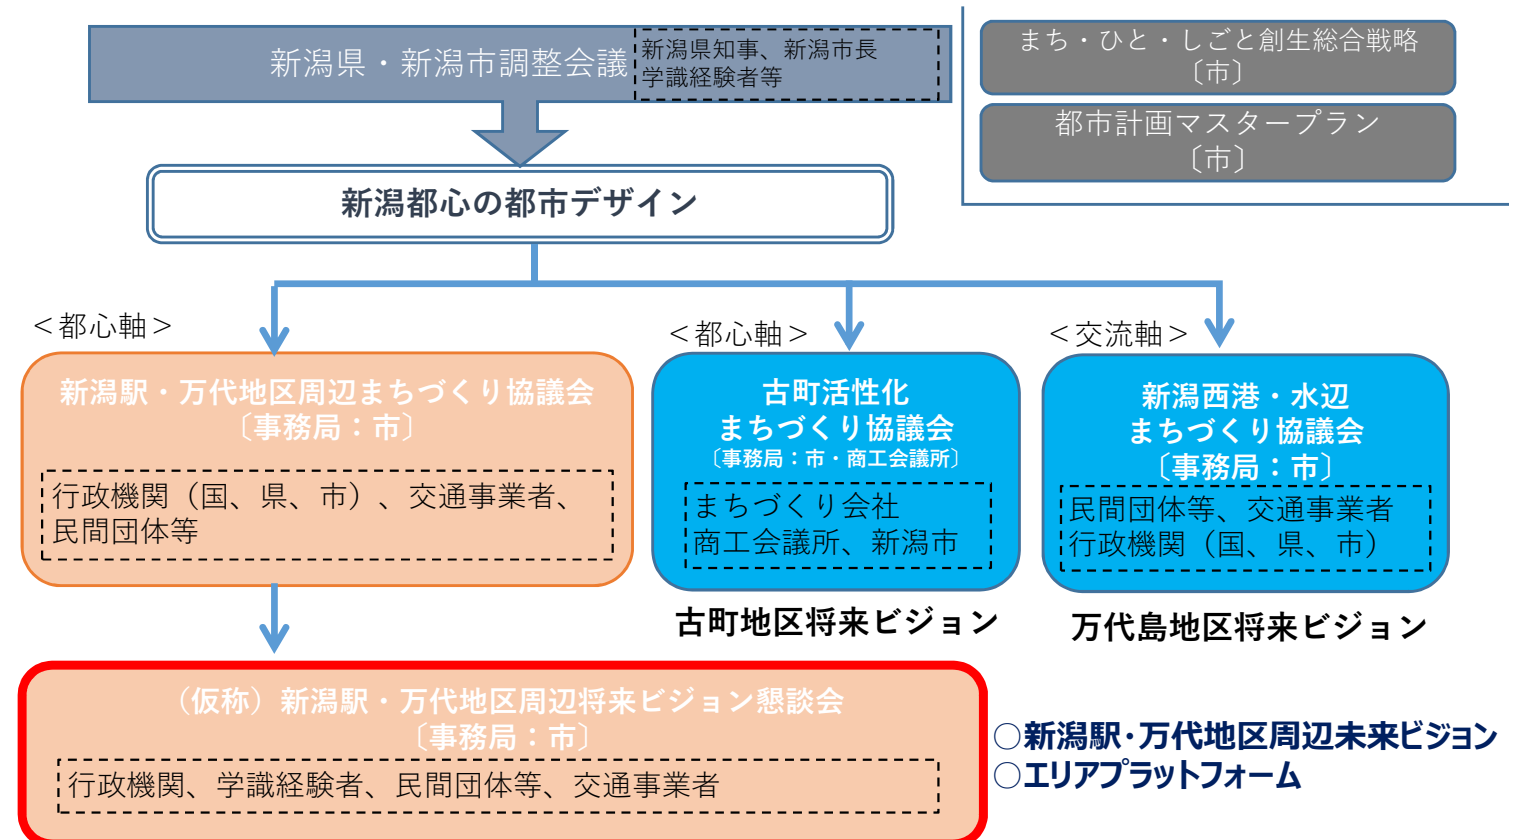 新潟県・新潟市調整会議
新潟県知事、新潟市長
学識経験者等
まち・ひと・しごと創生総合戦略
〔市〕
都市計画マスタープラン
〔市〕
新潟都心の都市デザイン
＜都心軸＞
新潟駅・万代地区周辺まちづくり協議会
〔事務局：市〕
行政機関（国、県、市）、交通事業者、
民間団体等
＜都心軸＞
古町活性化
まちづくり協議会
〔事務局：市・商工会議所〕
まちづくり会社
商工会議所、新潟市
古町地区将来ビジョン
＜交流軸＞
新潟西港・水辺
まちづくり協議会
〔事務局：市〕
民間団体等、交通事業者
行政機関（国、県、市）
万代島地区将来ビジョン
（仮称）新潟駅・万代地区周辺将来ビジョン懇談会
〔事務局：市〕
行政機関、学識経験者、民間団体等、交通事業者
○新潟駅･万代地区周辺未来ビジョン
○エリアプラットフォーム